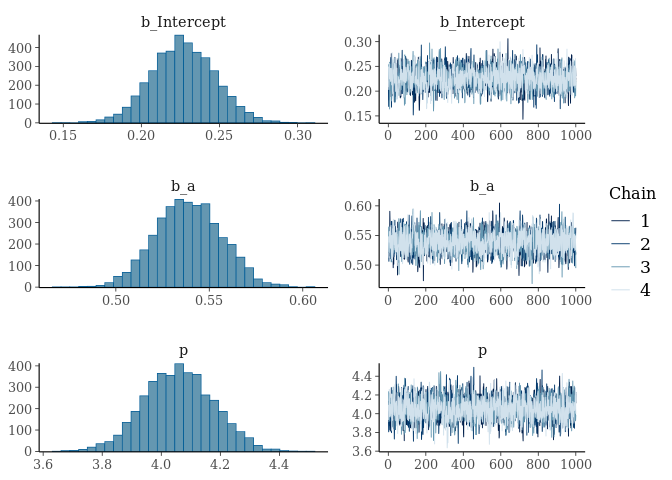 b_Intercept
b_Intercept
400
300
200
100
0
0.15 0.20 0.25 0.30
0.30
0.25
0.20
0.15
0 200 400 600 800 1000
b_a
b_a
400
300
200
100
0
0.50 0.55 0.60
0.60
0.55
0.50
0 200 400 600 800 1000
Chain
1
2
3
4
p
p
400
300
200
100
0
3.6 3.8 4.0 4.2 4.4
4.4
4.2
4.0
3.8
3.6
0 200 400 600 800 1000